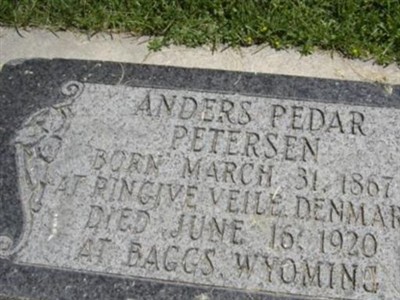 ANDERS PEDAR
PETERSEN
BORN MARCH 31, 1867
AT RINGIVE VEILE, DENMAR
DIED JUNE 16, 1920
AT BAGGS, WYOMING